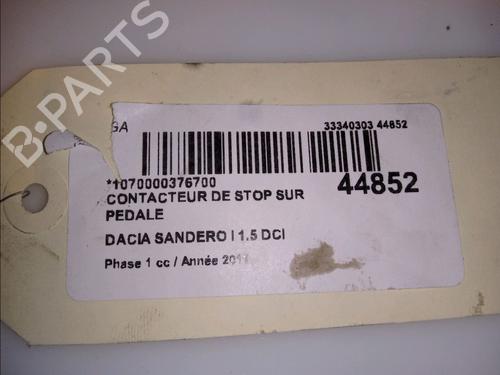 B-PARTS
GA
33340303 44852
*1070000376700
44852
CONTACTEUR DE STOP SUR
PEDALE
DACIA SANDERO I 1.5 DCI
Phase 1 cc / Année